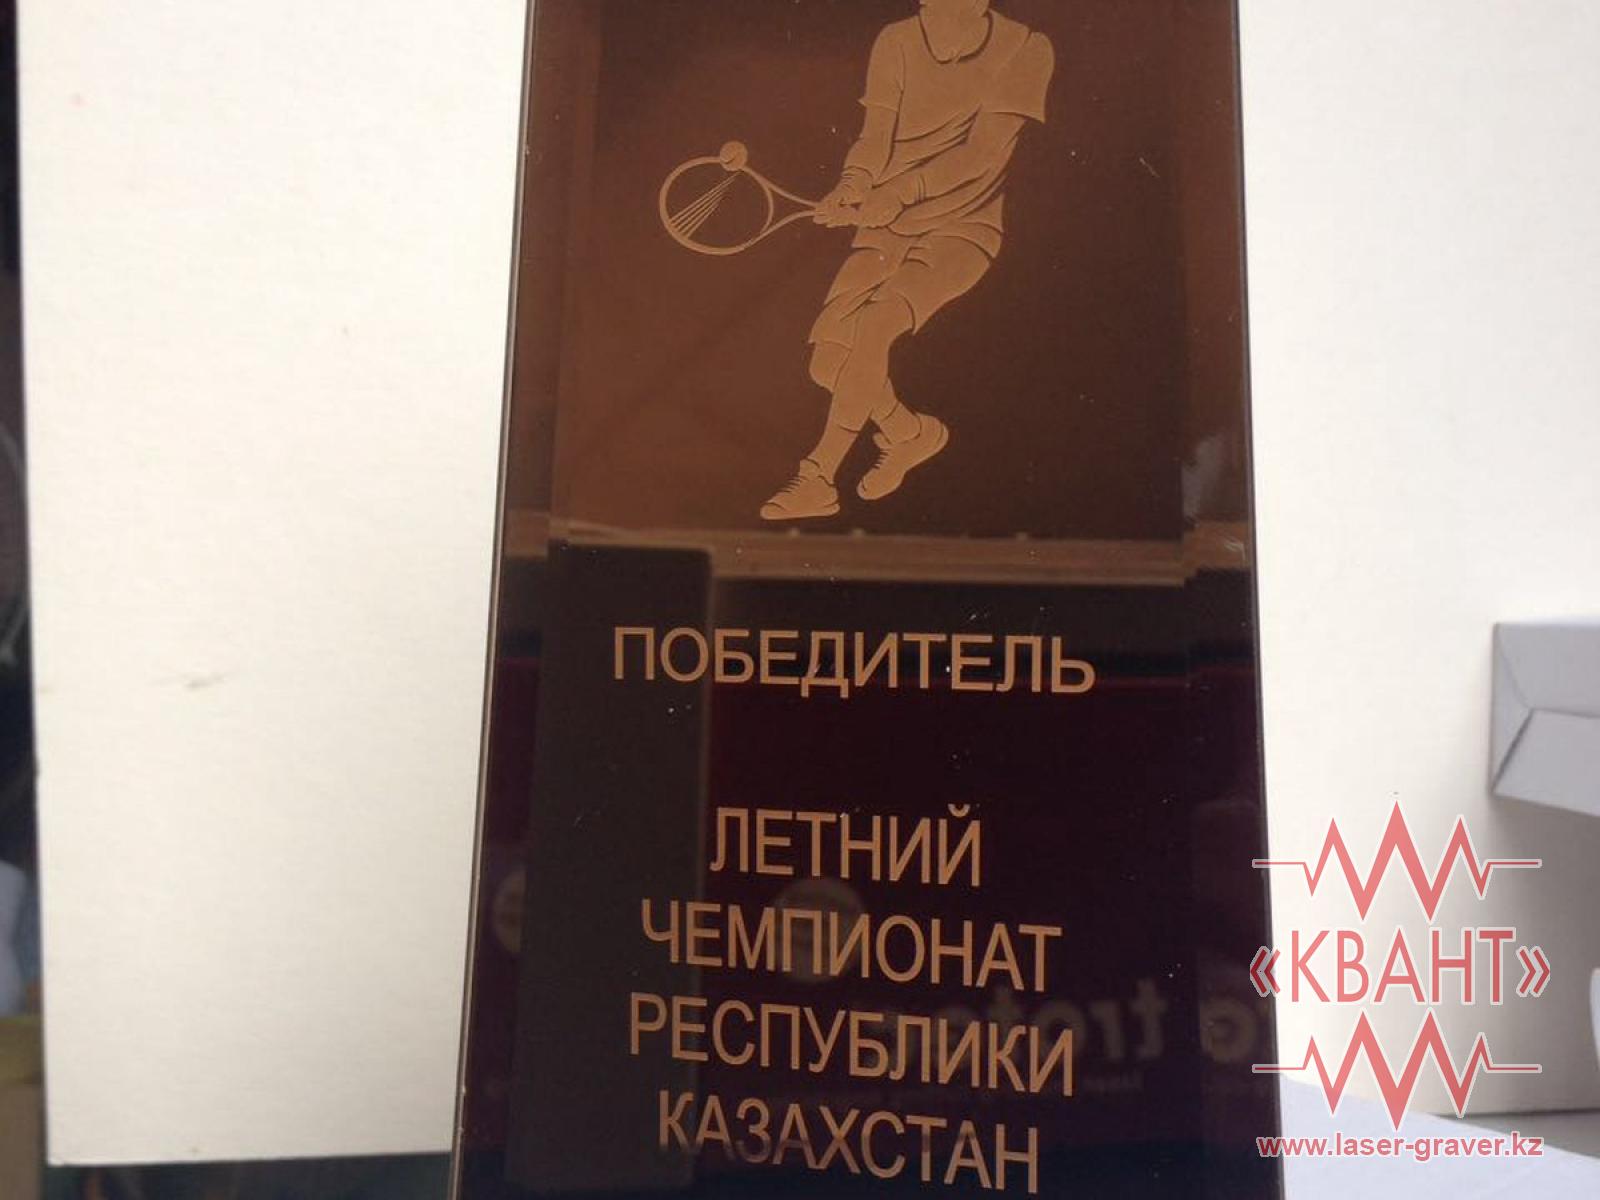 ПОБЕДИТЕЛЬ
ЛЕТНИЙ
ЧЕМПИОНАТ
РЕСПУБЛИКИ
КАЗАХСТАН
«КВАНТ»
www.laser-graver.kz